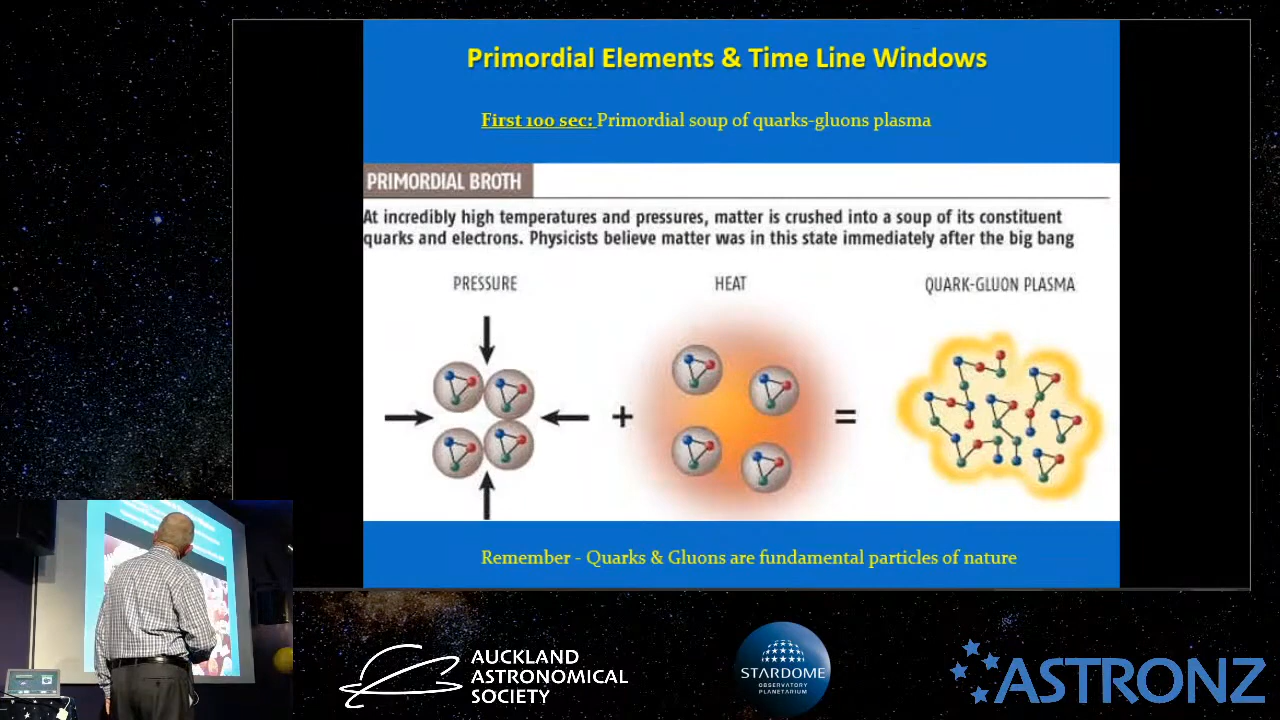 Primordial Elements & Time Line Windows
First 100 sec: Primordial soup of quarks-gluons plasma
PRIMORDIAL BROTH
At incredibly high temperatures and pressures, matter is crushed into a soup of its constituent
quarks and electrons. Physicists believe matter was in this state immediately after the big bang
PRESSURE
HEAT
QUARK-GLUON PLASMA
+
=
Remember - Quarks & Gluons are fundamental particles of nature
AUCKLAND
ASTRONOMICAL
SOCIETY
STARDOME
OBSERVATORY
PLANETARIUM
ASTRONZ